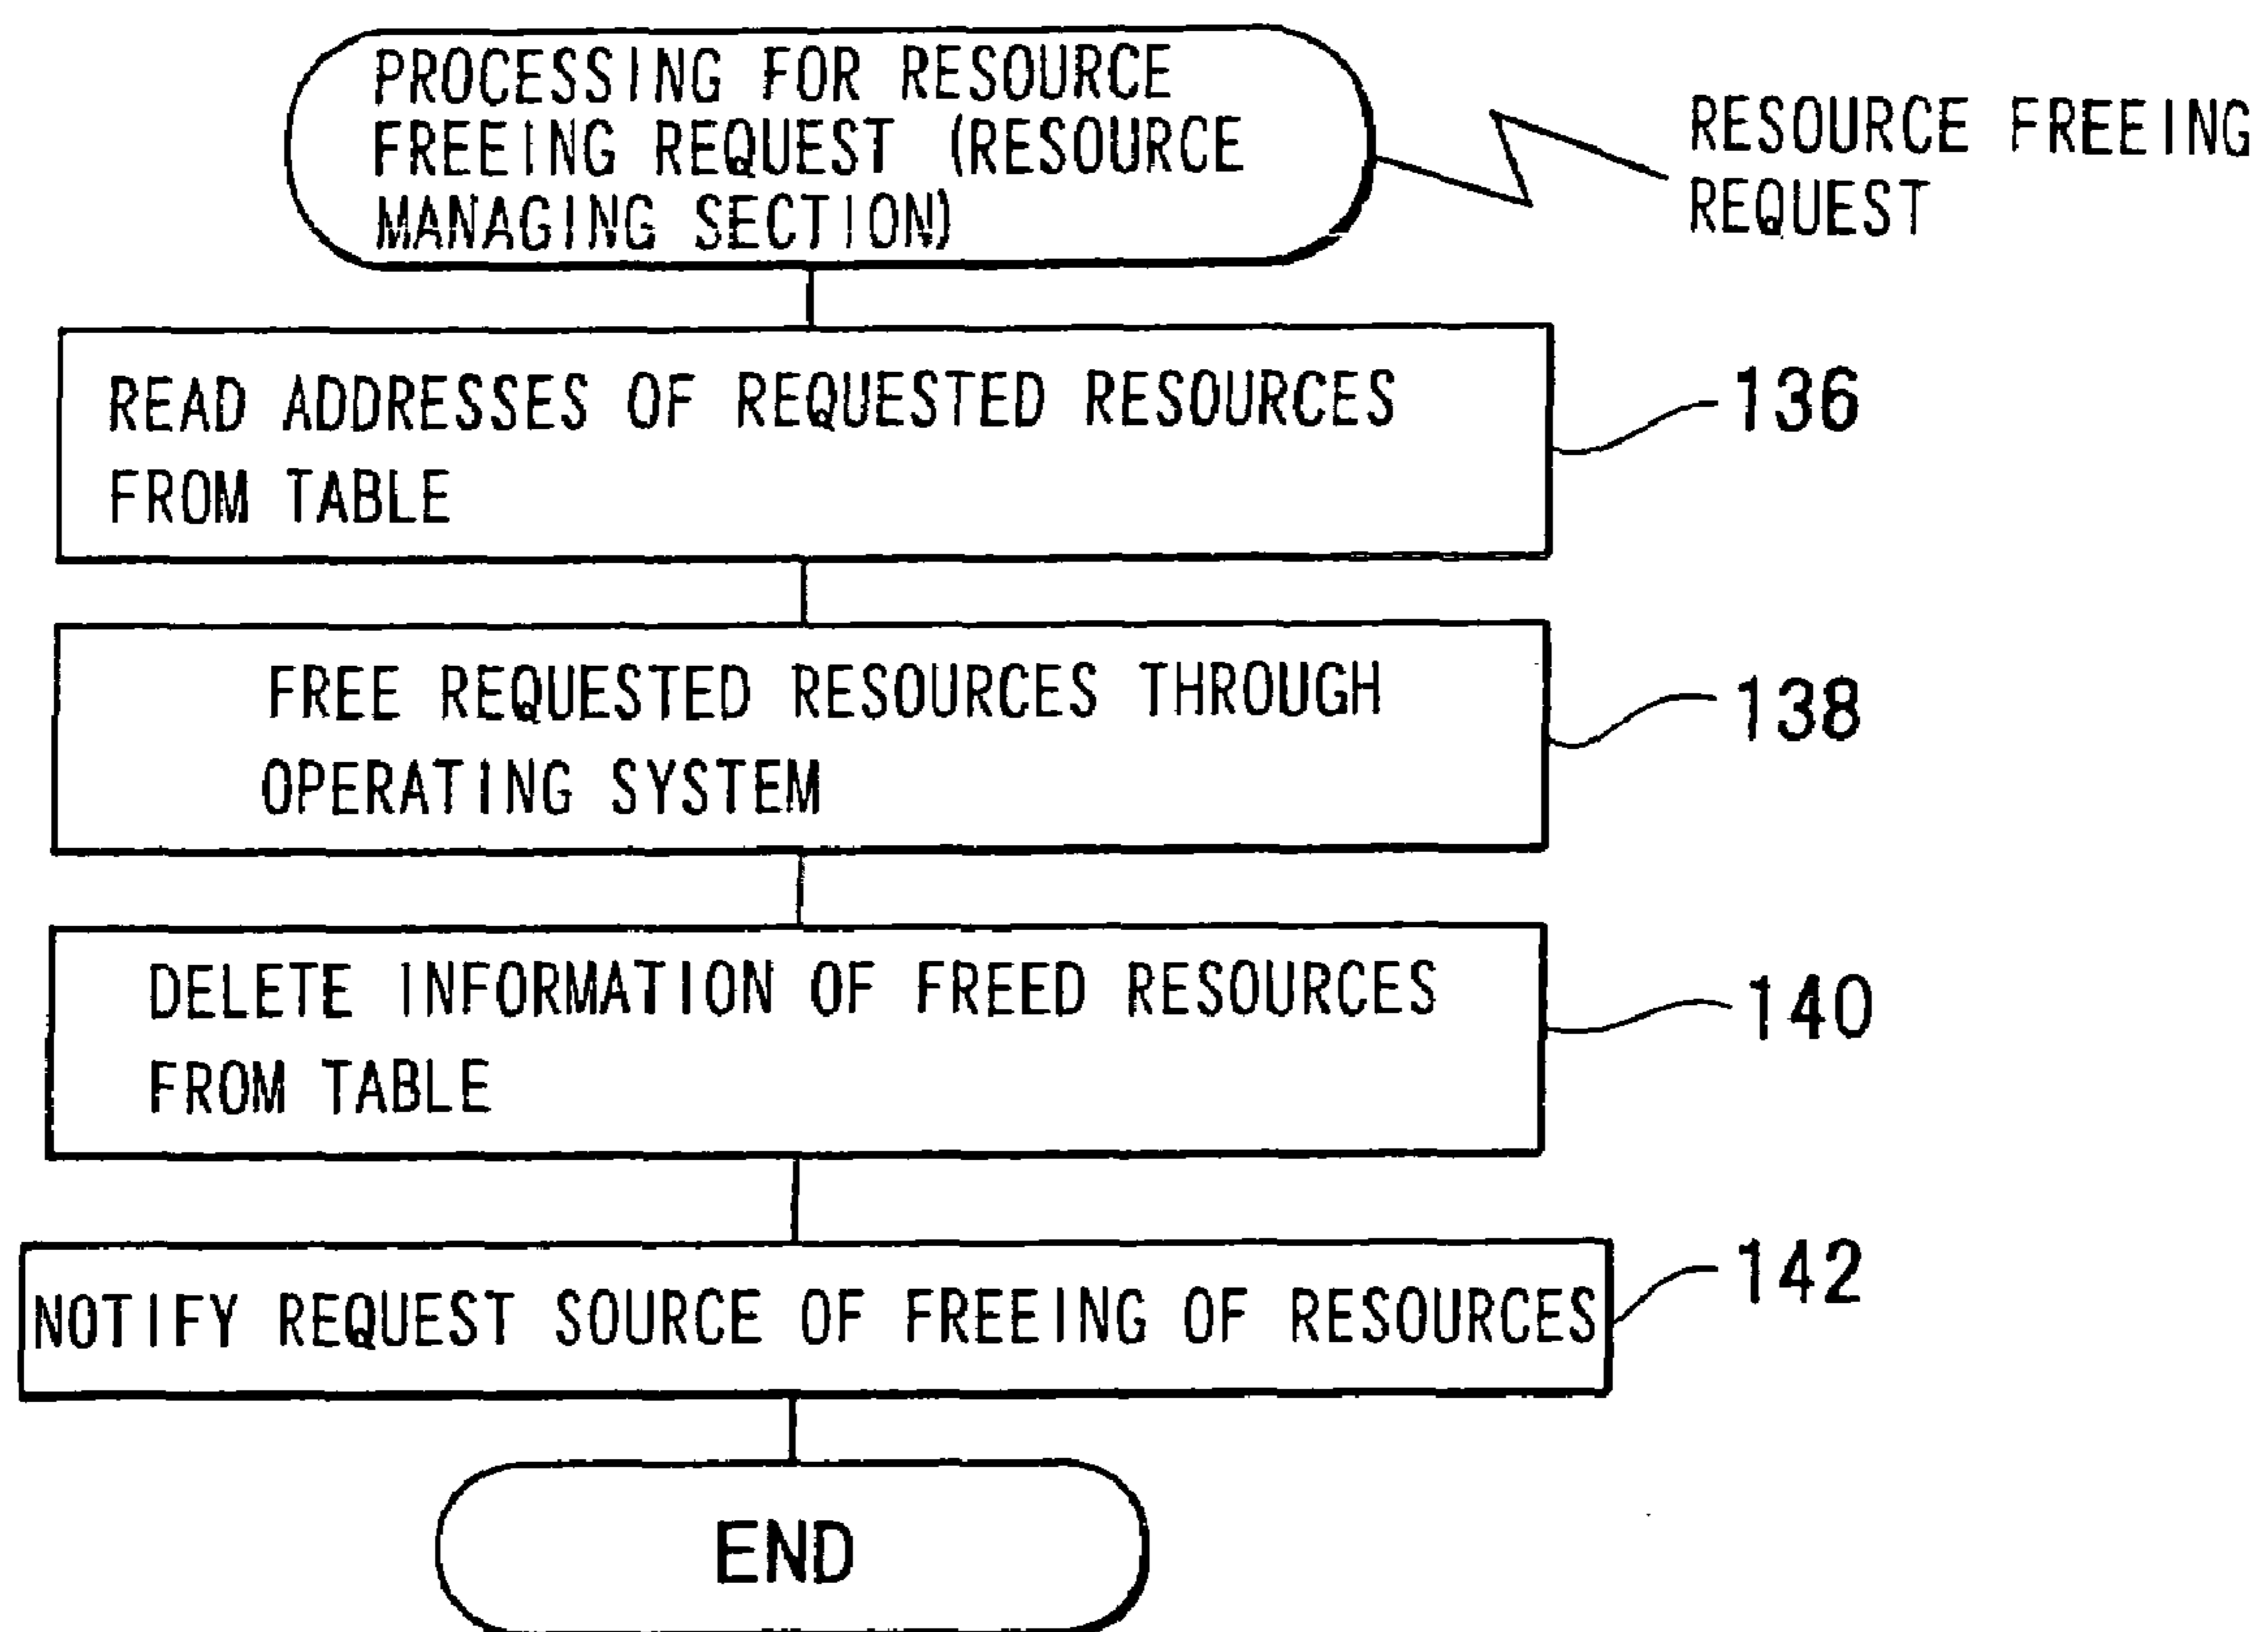 PROCESSING FOR RESOURCE
FREEING REQUEST (RESOURCE
MANAGING SECTION)
RESOURCE FREEING
REQUEST
READ ADDRESSES OF REQUESTED RESOURCES
FROM TABLE
136
FREE REQUESTED RESOURCES THROUGH
OPERATING SYSTEM
138
DELETE INFORMATION OF FREED RESOURCES
FROM TABLE
140
NOTIFY REQUEST SOURCE OF FREEING OF RESOURCES
142
END